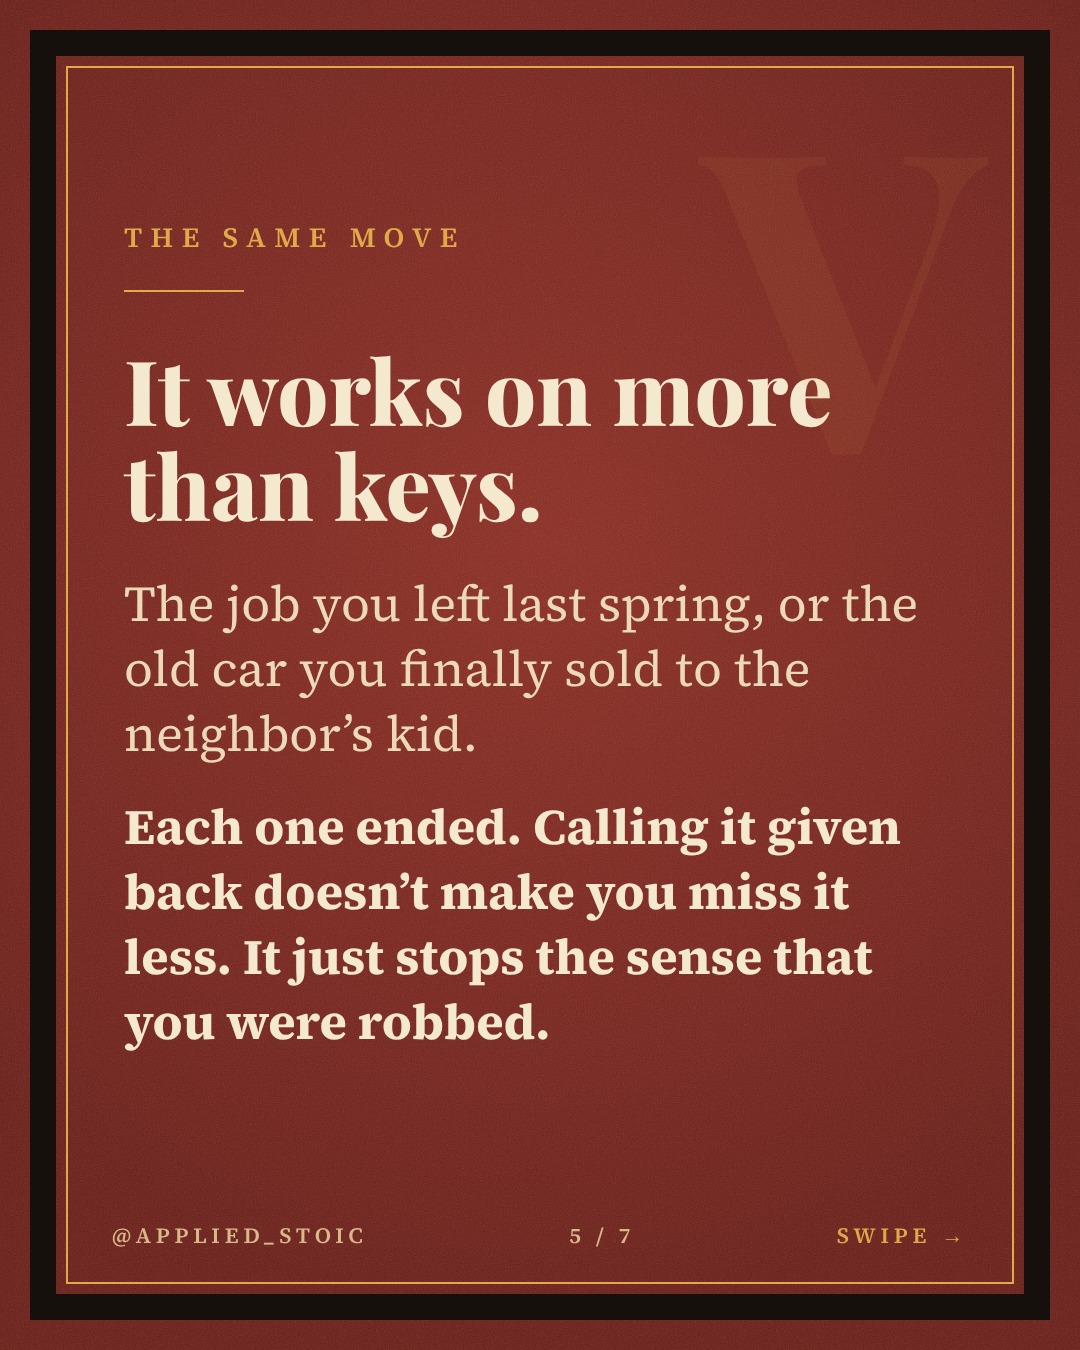 THE SAME MOVE
V
It works on more
than keys.
The job you left last spring, or the
old car you finally sold to the
neighbor’s kid.
Each one ended. Calling it given
back doesn’t make you miss it
less. It just stops the sense that
you were robbed.
@APPLIED_STOIC
5 / 7
SWIPE →